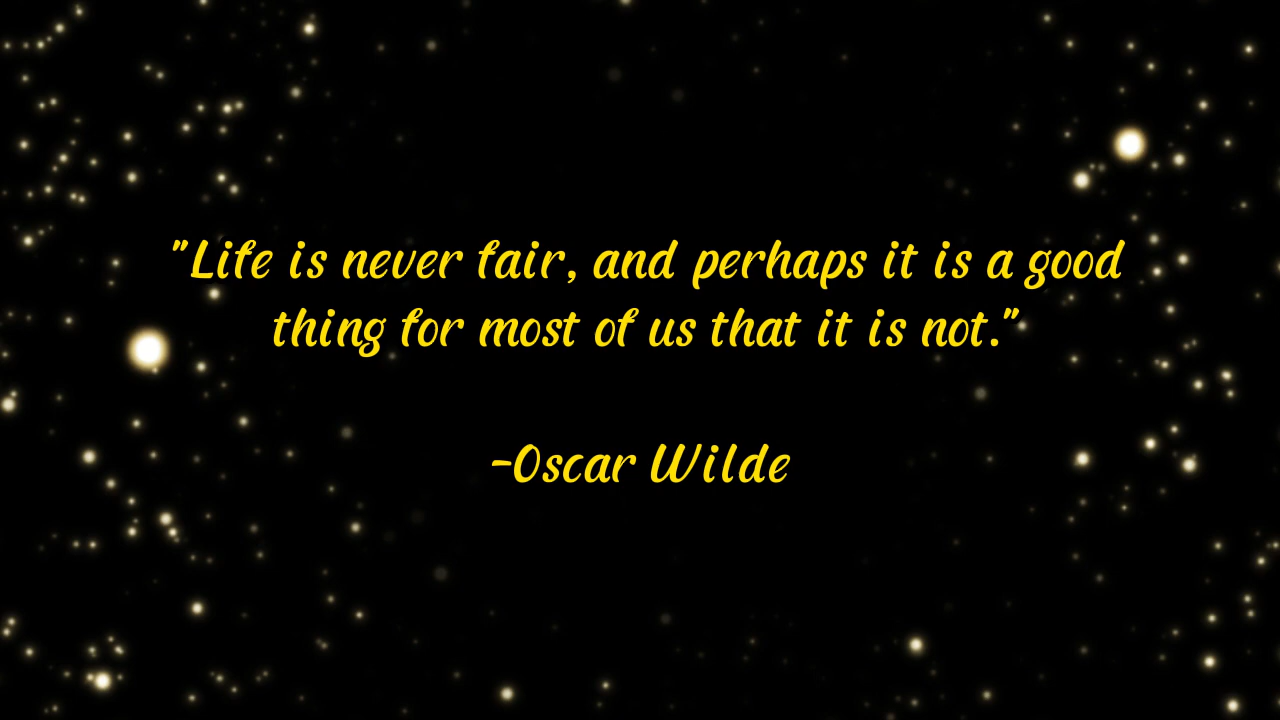 "Life is never fair, and perhaps it is a good
thing for most of us that it is not."
-Oscar Wilde